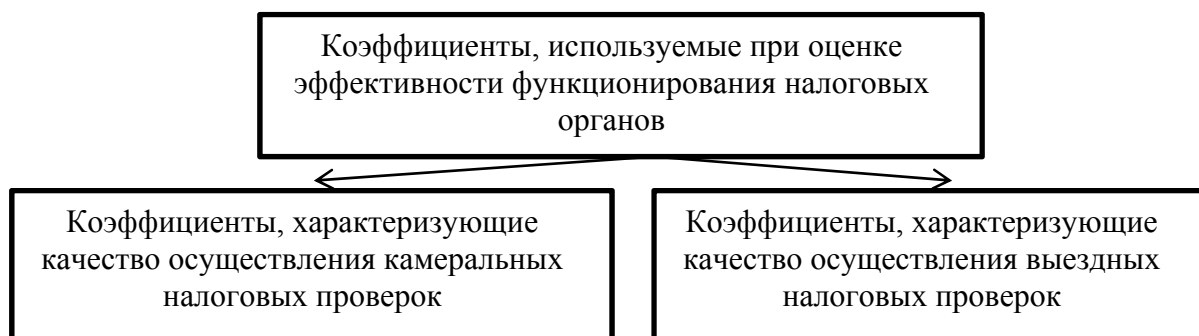 Коэффициенты, используемые при оценке
эффективности функционирования налоговых
органов
Коэффициенты, характеризующие
качество осуществления камеральных
налоговых проверок
Коэффициенты, характеризующие
качество осуществления выездных
налоговых проверок